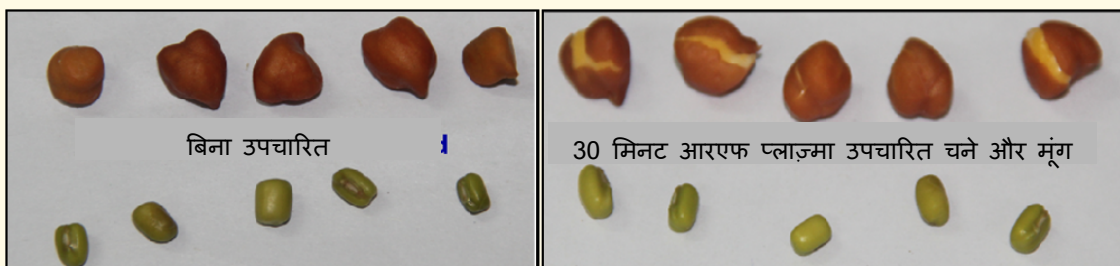 बिना उपचारित
30 मिनट आरएफ प्लाज़्मा उपचारित चने और मूंग